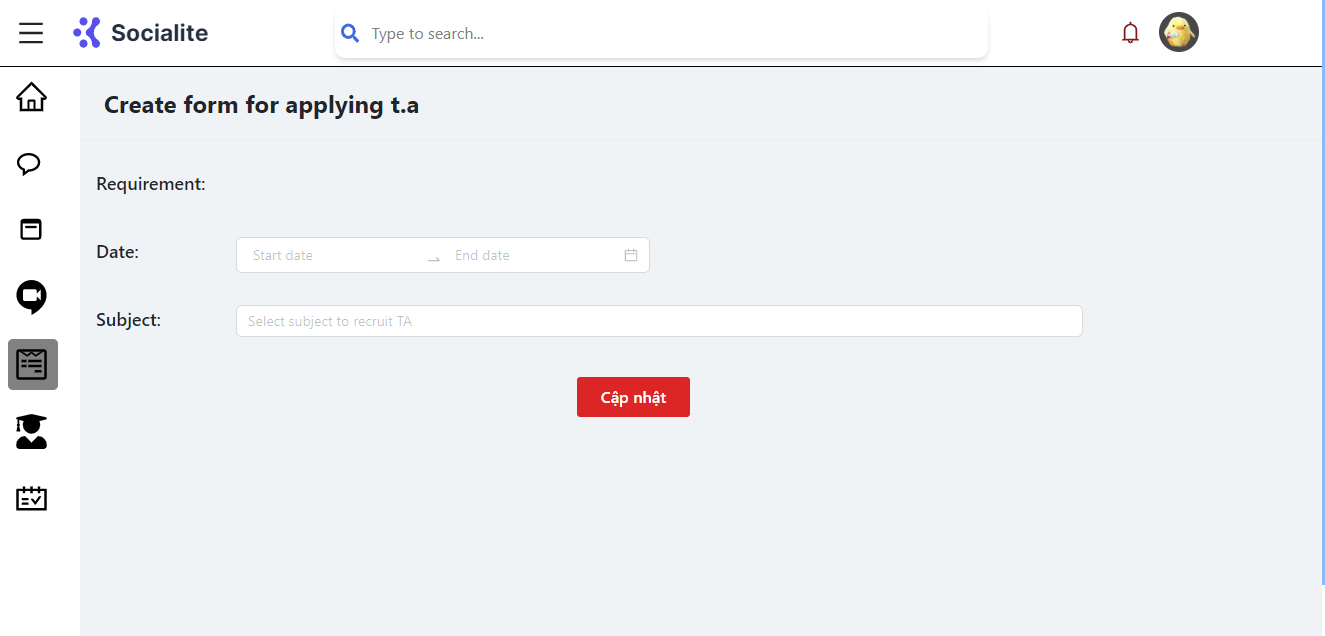 Socialite
Type to search...
Create form for applying t.a
Requirement:
Date:
Start date
End date
Subject:
Select subject to recruit TA
Cập nhật